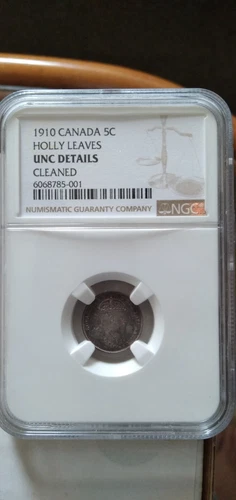 1910 CANADA 5C
HOLLY LEAVES
UNC DETAILS
CLEANED
6068785-001
NUMISMATIC GUARANTY COMPANY NGC